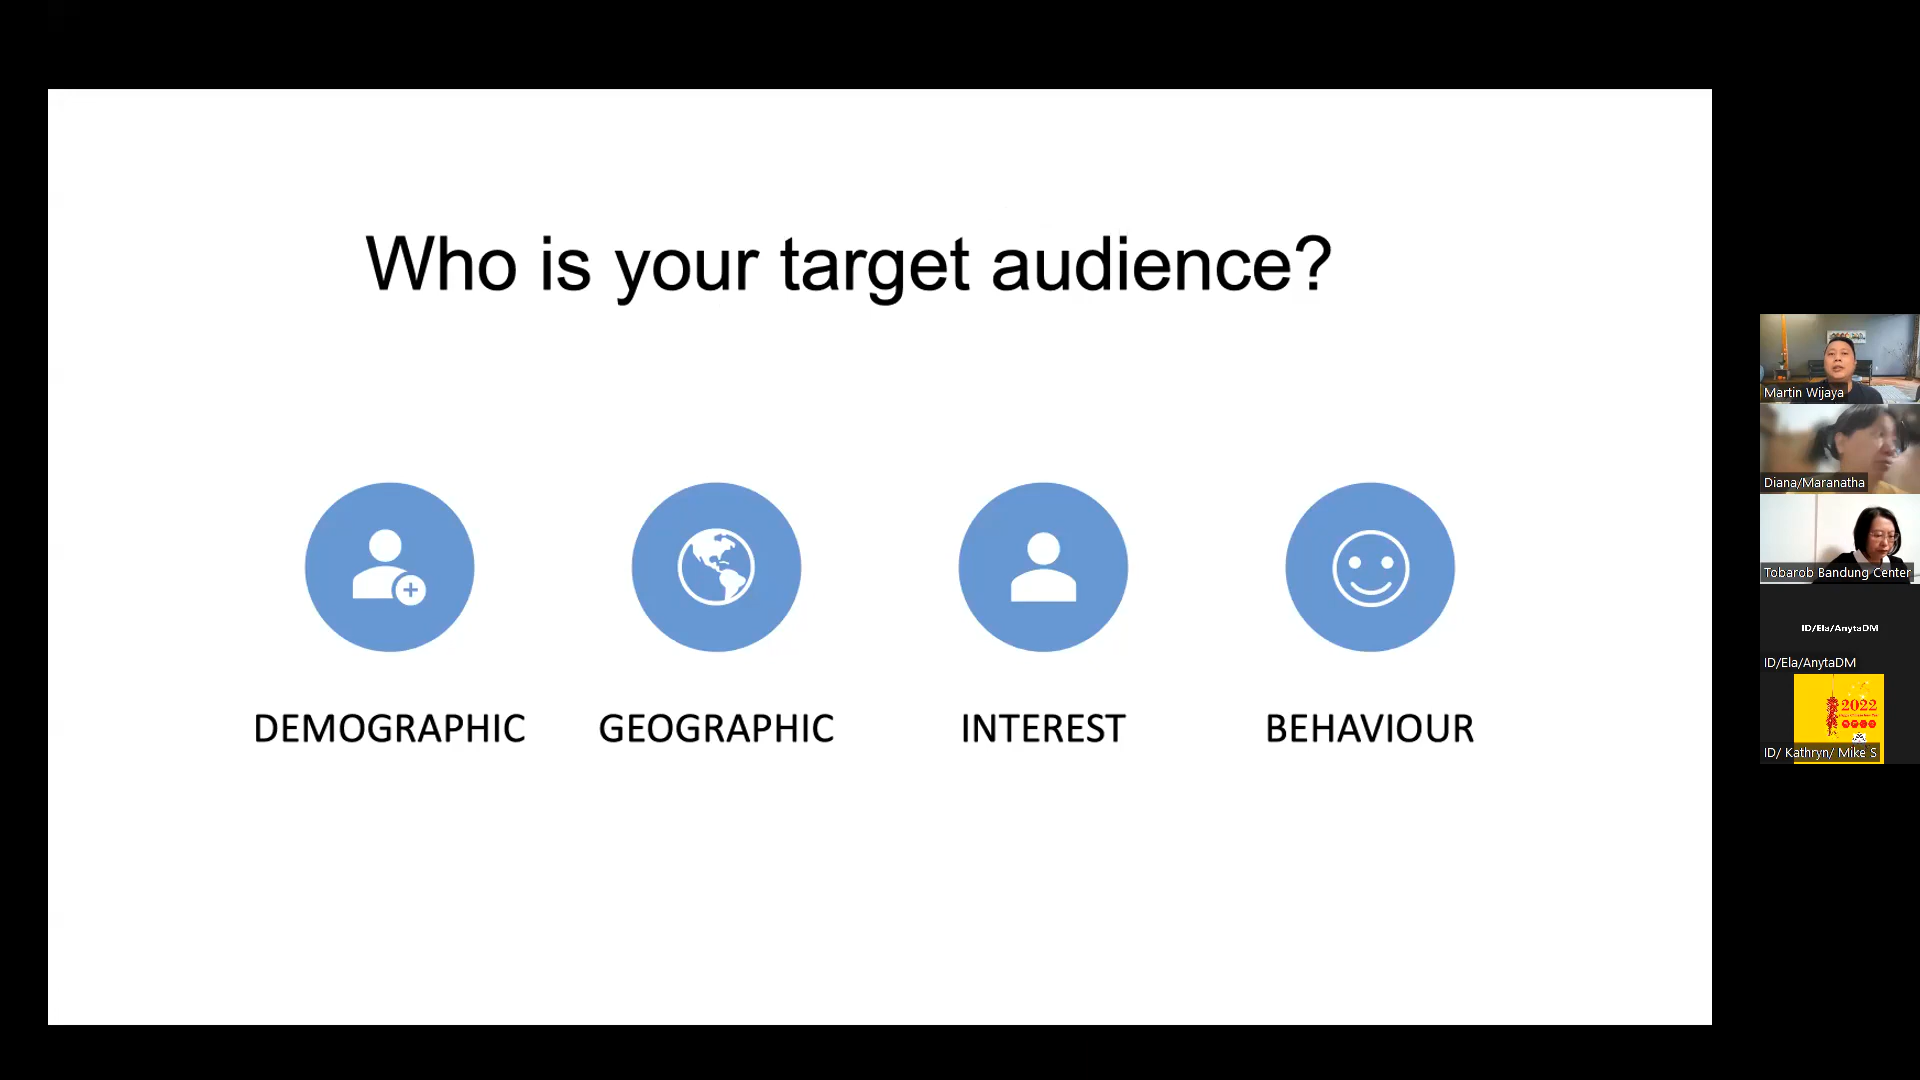 Who is your target audience?
DEMOGRAPHIC
GEOGRAPHIC
INTEREST
BEHAVIOUR
Martin Wijaya
Diana/Maranatha
Tobarob Bandung Center
ID/Ela/AnytaDM
ID/Ela/AnytaDM
2022
ID/ Kathryn/ Mike S